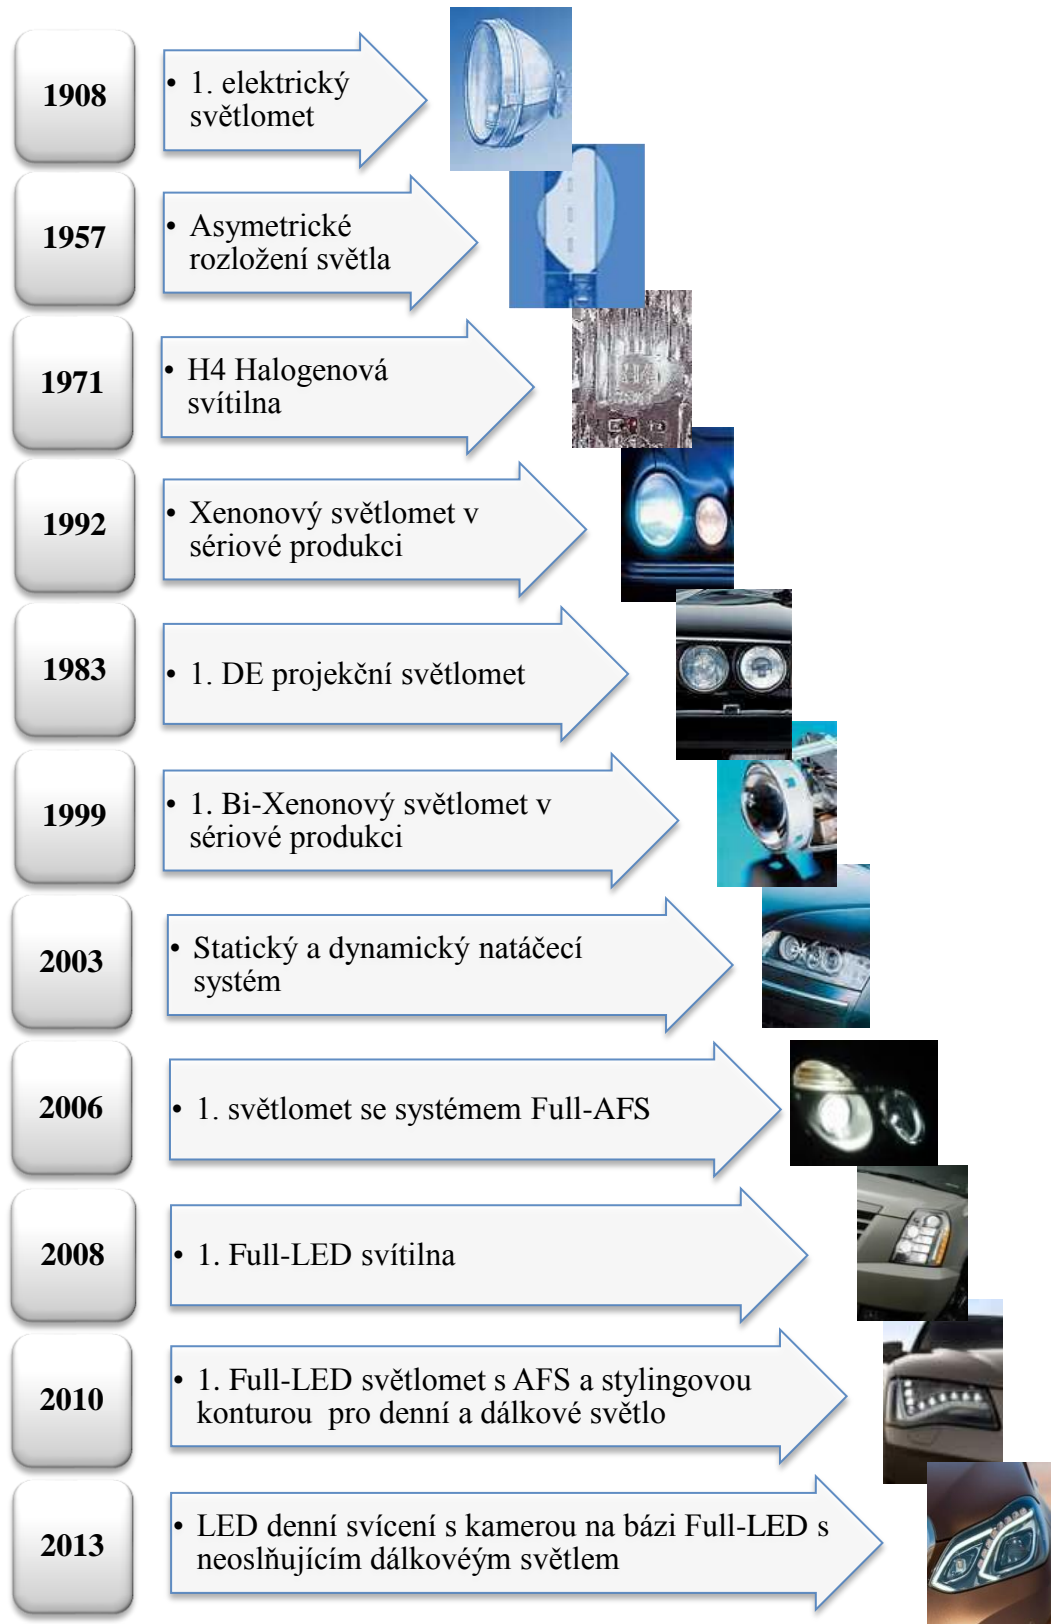 1908
• 1. elektrický
světlomet
1957
• Asymetrické
rozložení světla
1971
• H4 Halogenová
svítilna
1992
• Xenonový světlomet v
sériové produkci
1983
• 1. DE projekční světlomet
1999
• 1. Bi-Xenonový světlomet v
sériové produkci
2003
• Statický a dynamický natáčecí
systém
2006
• 1. světlomet se systémem Full-AFS
2008
• 1. Full-LED svítilna
2010
• 1. Full-LED světlomet s AFS a stylingovou
konturou  pro denní a dálkové světlo
2013
• LED denní svícení s kamerou na bázi Full-LED s
neoslňujícím dálkovéým světlem